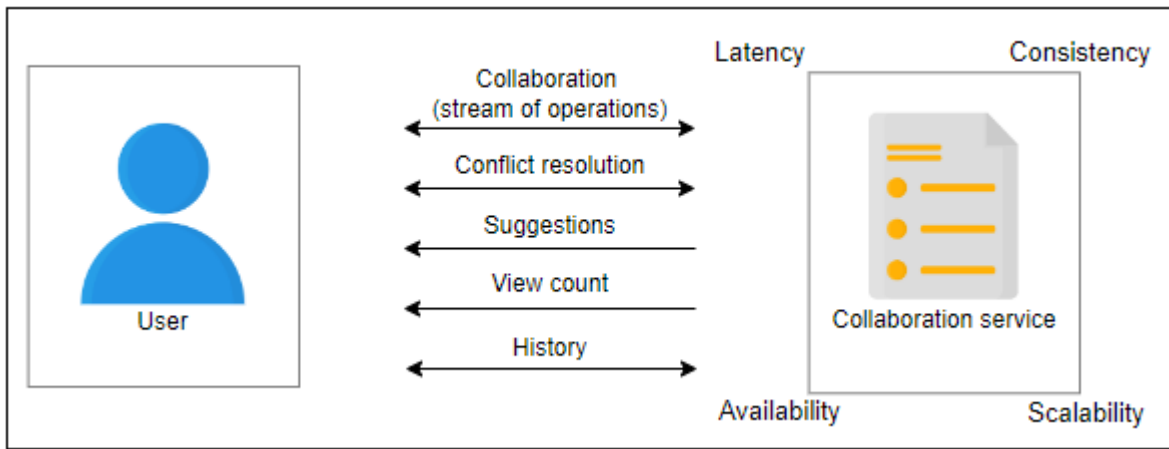 Latency
Consistency
Collaboration
(stream of operations)
Conflict resolution
Suggestions
View count
History
User
Collaboration service
Availability
Scalability